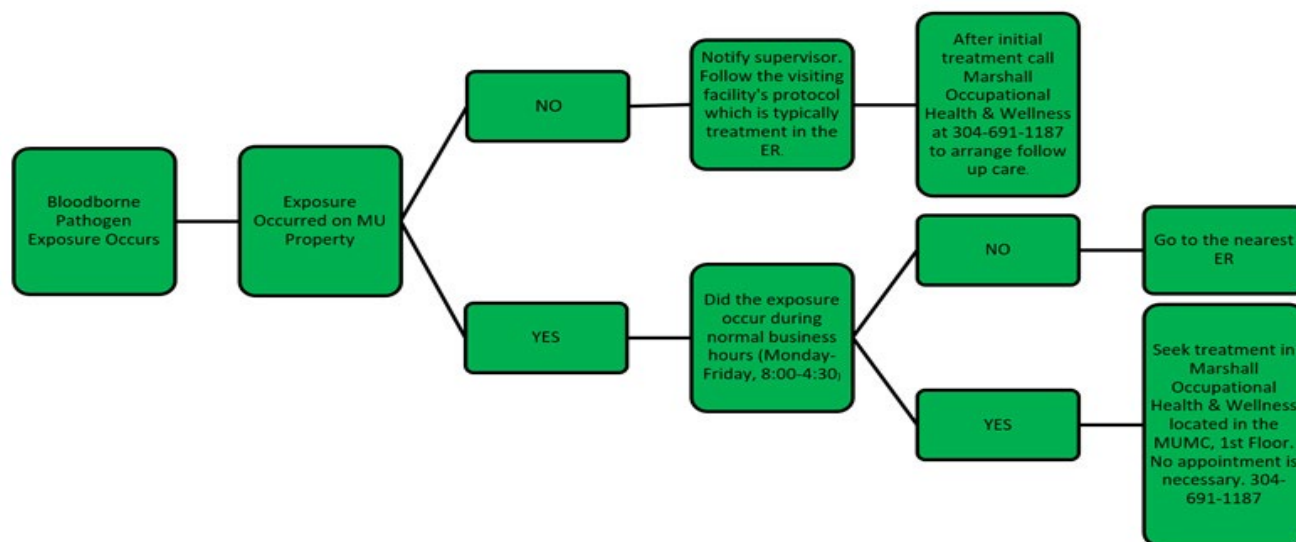 Bloodborne
Pathogen
Exposure Occurs
Exposure
Occurred on MU
Property
NO
Notify supervisor.
Follow the visiting
facility's protocol
which is typically
treatment in the
ER.
After initial
treatment call
Marshall
Occupational
Health & Wellness
at 304-691-1187
to arrange follow
up care.
YES
Did the exposure
occur during
normal business
hours (Monday-
Friday, 8:00-4:30)
NO
Go to the nearest
ER
YES
Seek treatment in
Marshall
Occupational
Health & Wellness
located in the
MUMC, 1st Floor.
No appointment is
necessary. 304-
691-1187